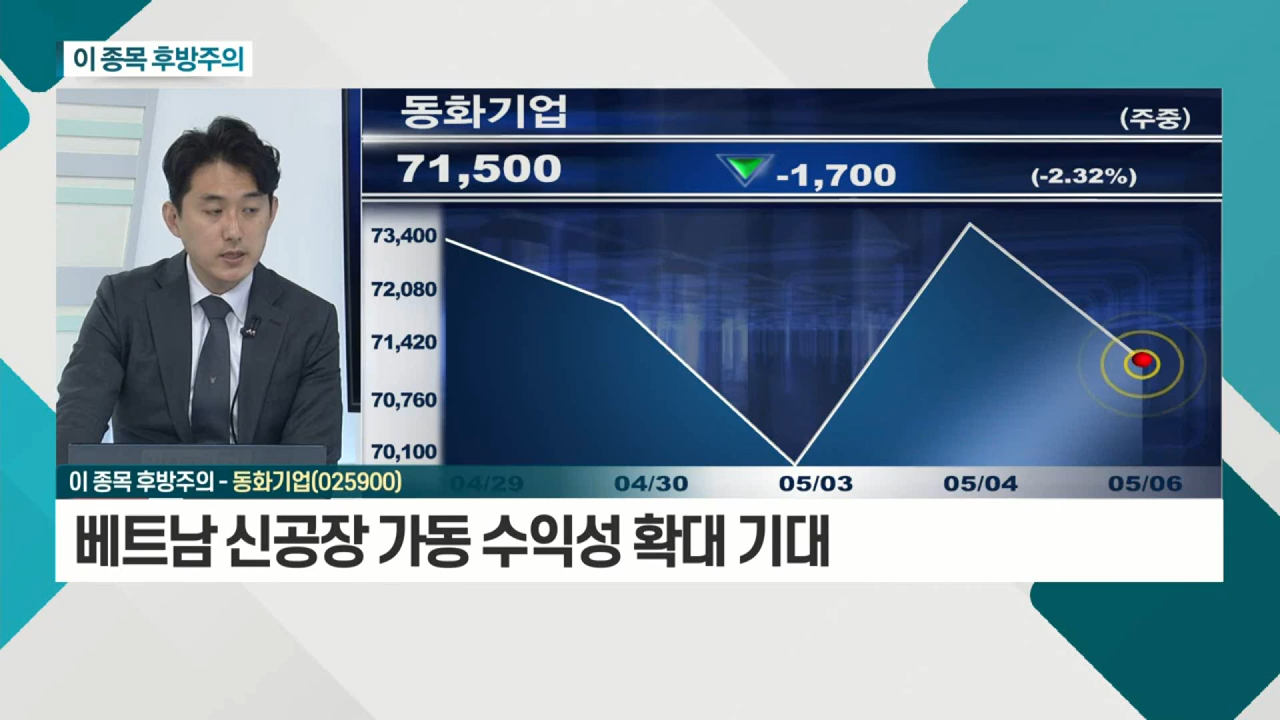 이 종목 후방주의
동화기업
(주중)
71,500
-1,700
(-2.32%)
73,400
72,080
71,420
70,760
70,100
04/29
04/30
05/03
05/04
05/06
이 종목 후방주의 - 동화기업(025900)
베트남 신공장 가동 수익성 확대 기대